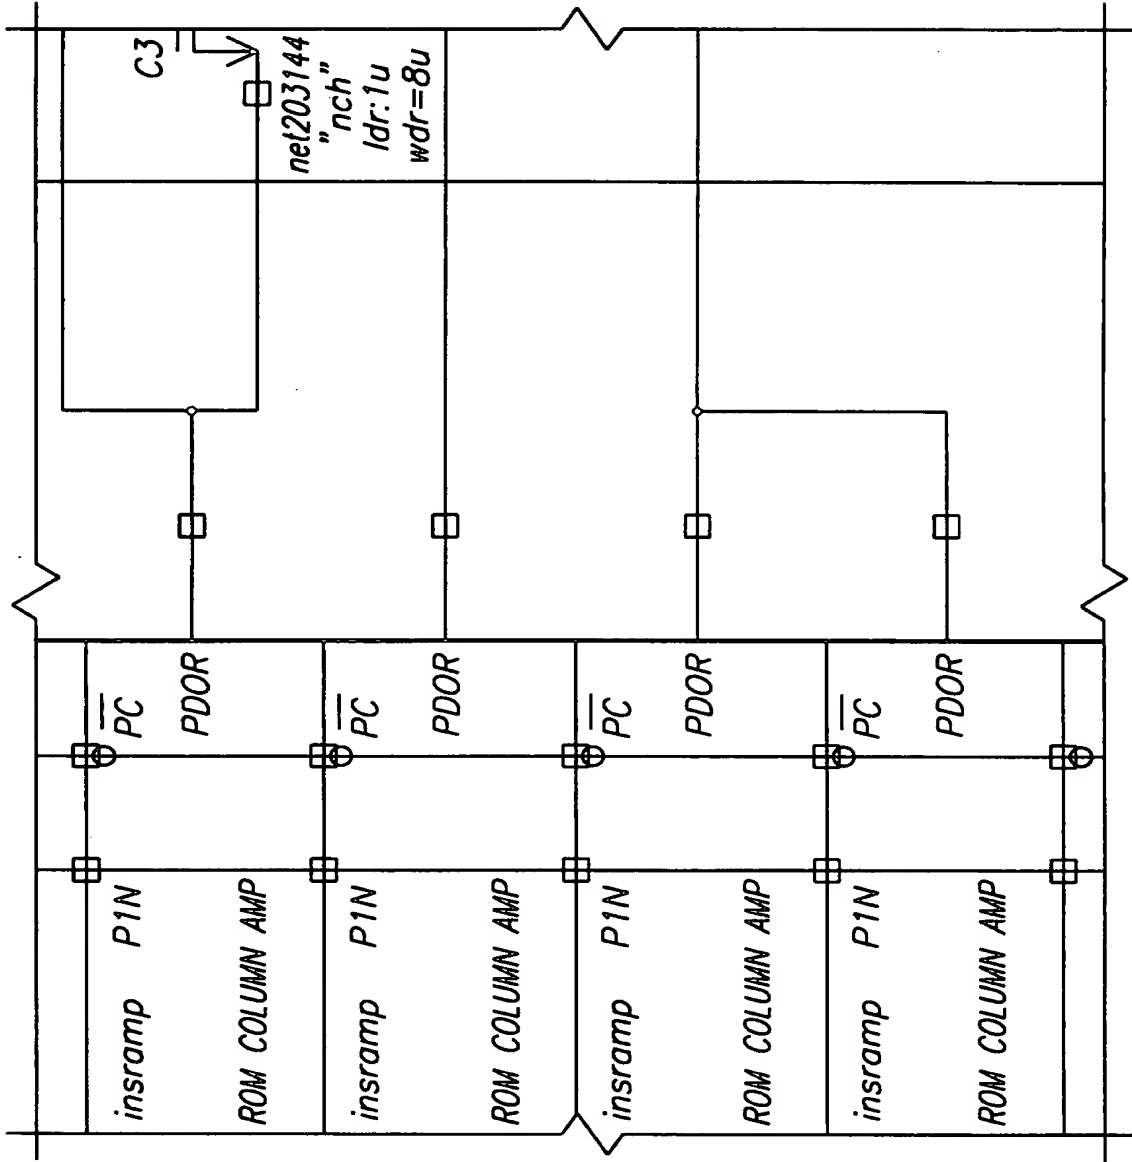 C3
net203144
"nch"
ldr:1u
wdr=8u
PC
PDOR
PC
PDOR
PC
PDOR
PC
PDOR
insramp P1N
ROM COLUMN AMP
insramp P1N
ROM COLUMN AMP
insramp P1N
ROM COLUMN AMP
insramp P1N
ROM COLUMN AMP